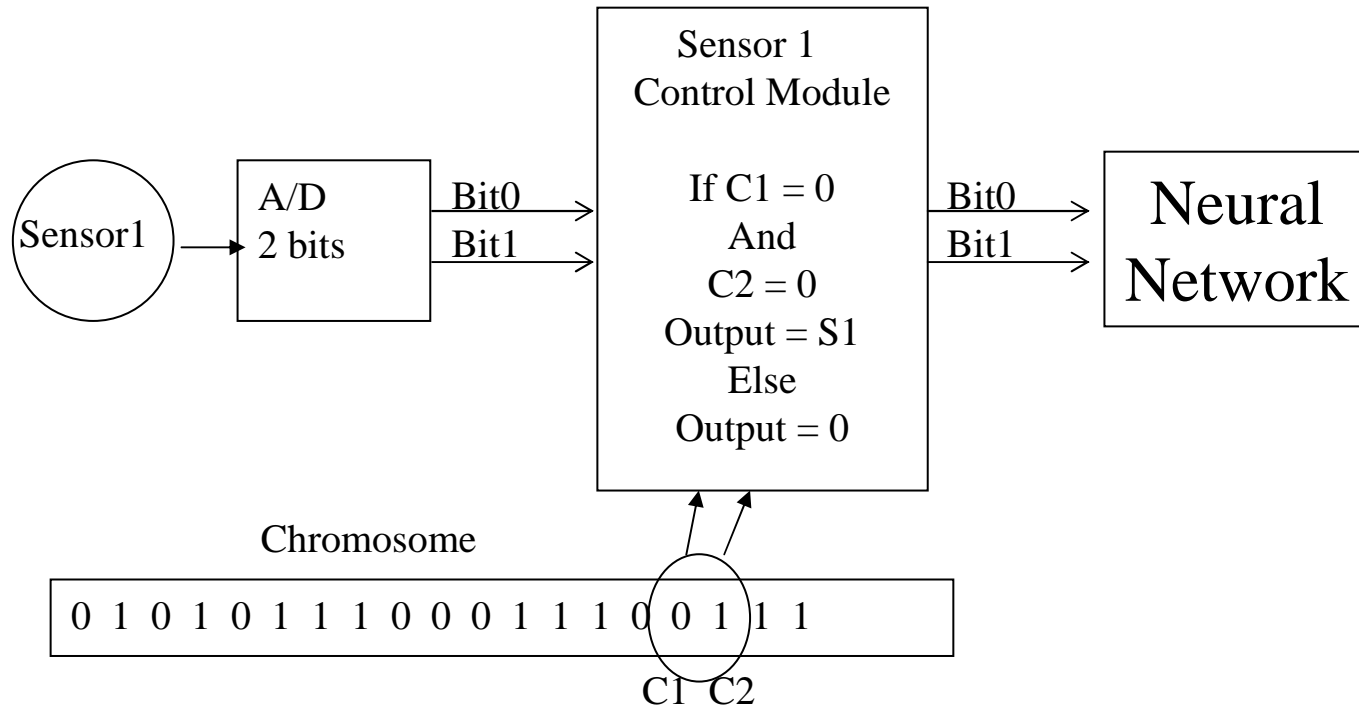 Sensor1
A/D
2 bits
Bit0
Bit1
Sensor 1
Control Module
If C1 = 0
And
C2 = 0
Output = S1
Else
Output = 0
Bit0
Bit1
Neural
Network
Chromosome
0 1 0 1 0 1 1 1 0 0 0 1 1 1 0 0 1 1 1
C1 C2